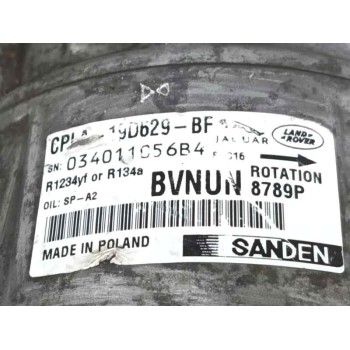 CPLA-19D629-BF
JAGUAR
LAND ROVER
SN: 034011C56B4
R1234yf or R134a
BVNUN
ROTATION
8789P
OIL: SP-A2
MADE IN POLAND
SANDEN